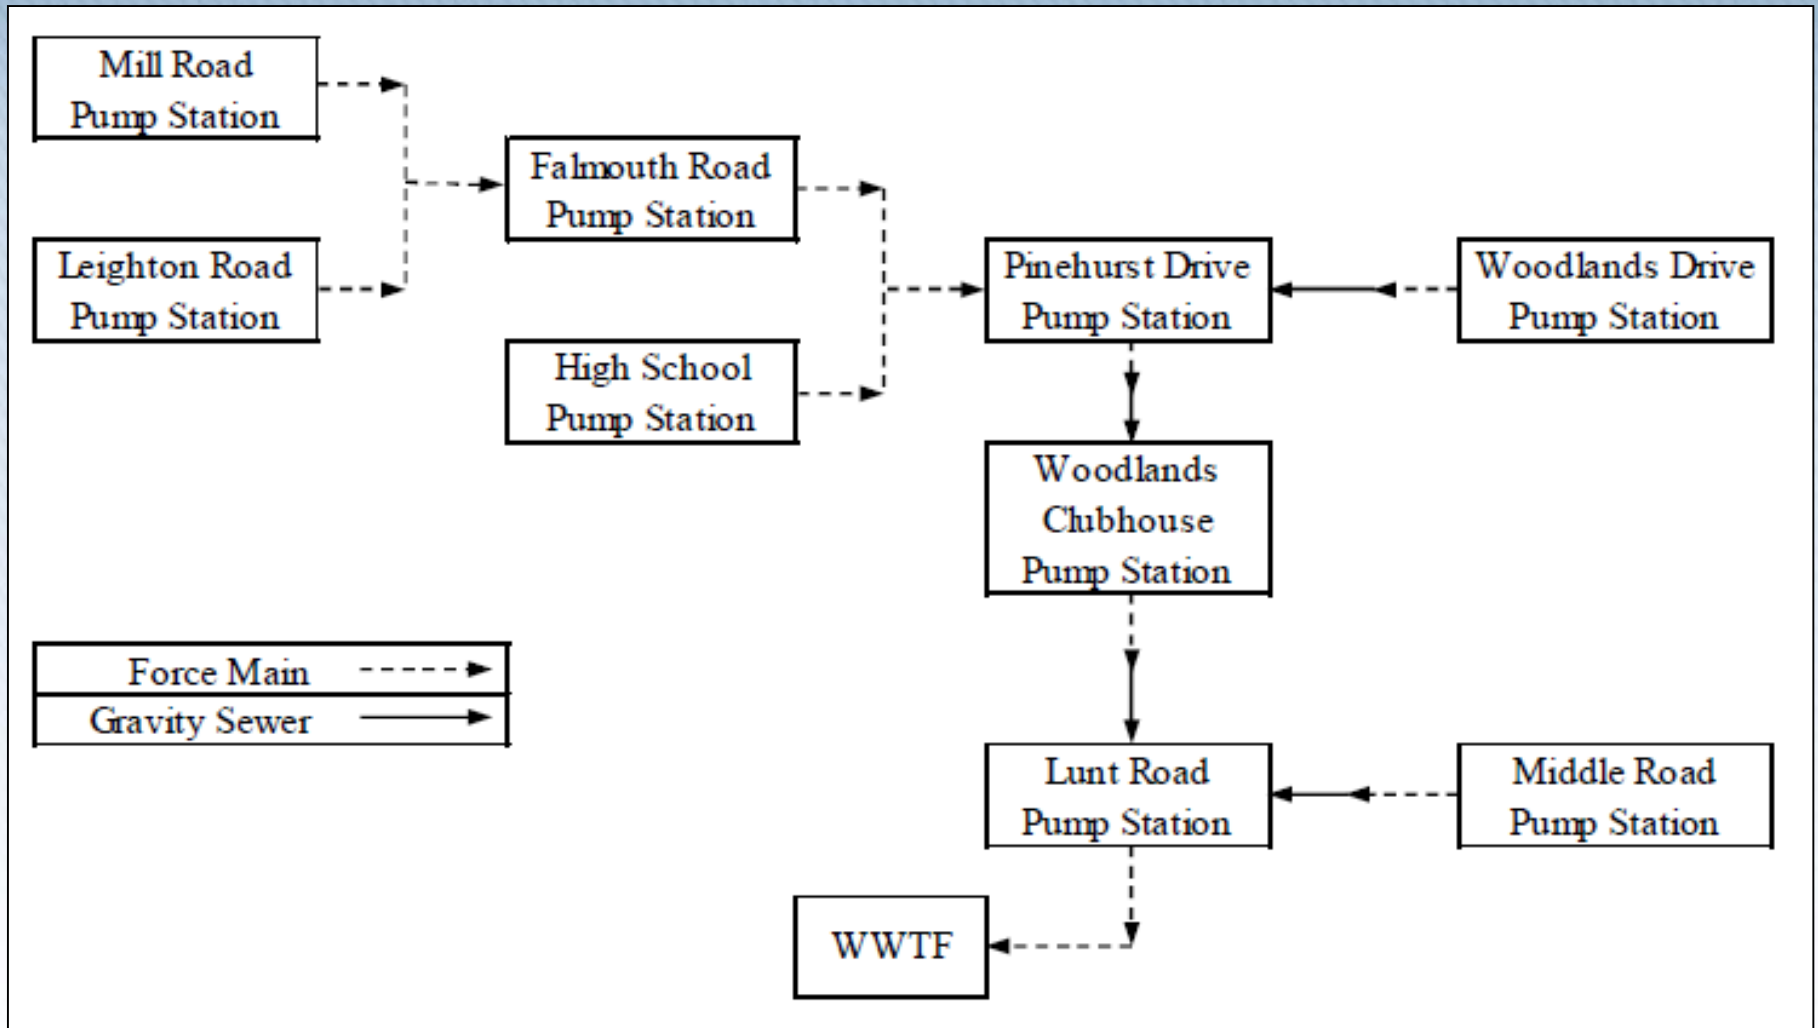 Mill Road
Pump Station
Leighton Road
Pump Station
Falmouth Road
Pump Station
High School
Pump Station
Pinehurst Drive
Pump Station
Woodlands Drive
Pump Station
Woodlands
Clubhouse
Pump Station
Lunt Road
Pump Station
Middle Road
Pump Station
WWTF
Force Main
Gravity Sewer